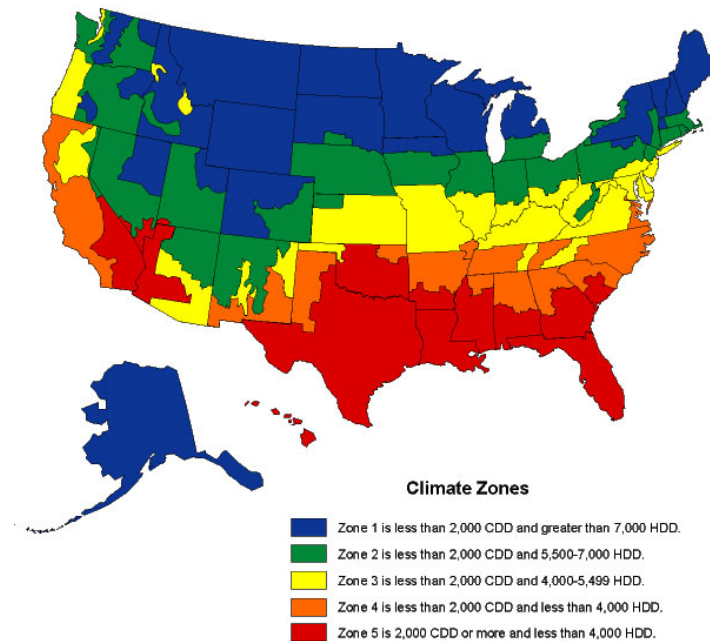 Climate Zones
Zone 1 is less than 2,000 CDD and greater than 7,000 HDD.
Zone 2 is less than 2,000 CDD and 5,500-7,000 HDD.
Zone 3 is less than 2,000 CDD and 4,000-5,499 HDD.
Zone 4 is less than 2,000 CDD and less than 4,000 HDD.
Zone 5 is 2,000 CDD or more and less than 4,000 HDD.